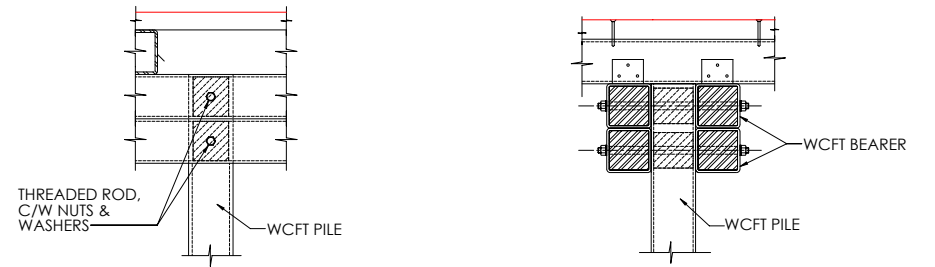 THREADED ROD,
C/W NUTS &
WASHERS
WCFT PILE
WCFT BEARER
WCFT PILE